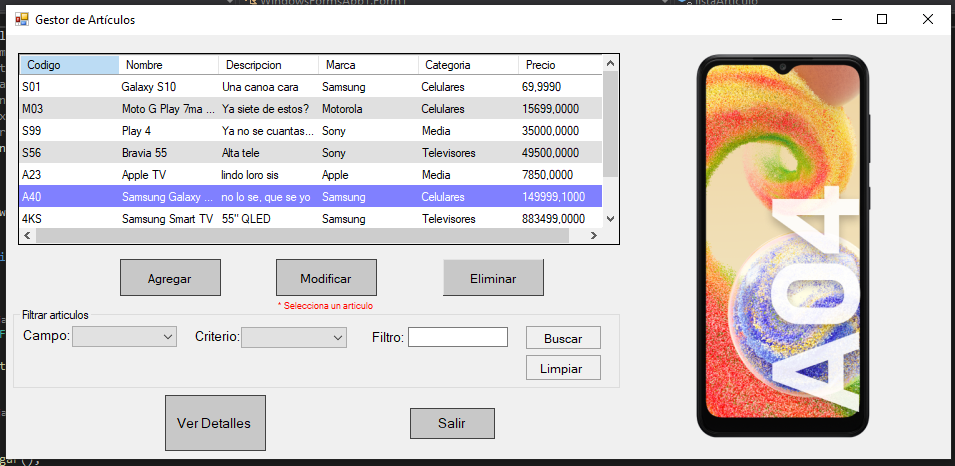 WindowsFormsApp1.Form1
listaArticulo
Gestor de Artículos
Codigo Nombre Descripcion Marca Categoria Precio
S01 Galaxy S10 Una canoa cara Samsung Celulares 69,9990
M03 Moto G Play 7ma ... Ya siete de estos? Motorola Celulares 15699,0000
S99 Play 4 Ya no se cuantas... Sony Media 35000,0000
S56 Bravia 55 Alta tele Sony Televisores 49500,0000
A23 Apple TV lindo loro sis Apple Media 7850,0000
A40 Samsung Galaxy ... no lo se, que se yo Samsung Celulares 149999,1000
4KS Samsung Smart TV 55" QLED Samsung Televisores 883499,0000
Agregar Modificar Eliminar
* Selecciona un articulo
Filtrar articulos
Campo: Criterio: Filtro: Buscar
Limpiar
Ver Detalles Salir
A04